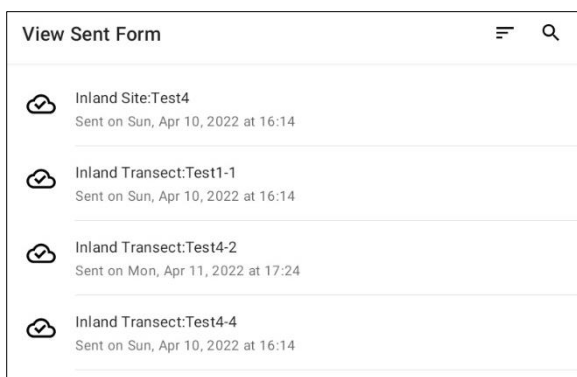 View Sent Form
Inland Site:Test4
Sent on Sun, Apr 10, 2022 at 16:14
Inland Transect:Test1-1
Sent on Sun, Apr 10, 2022 at 16:14
Inland Transect:Test4-2
Sent on Mon, Apr 11, 2022 at 17:24
Inland Transect:Test4-4
Sent on Sun, Apr 10, 2022 at 16:14